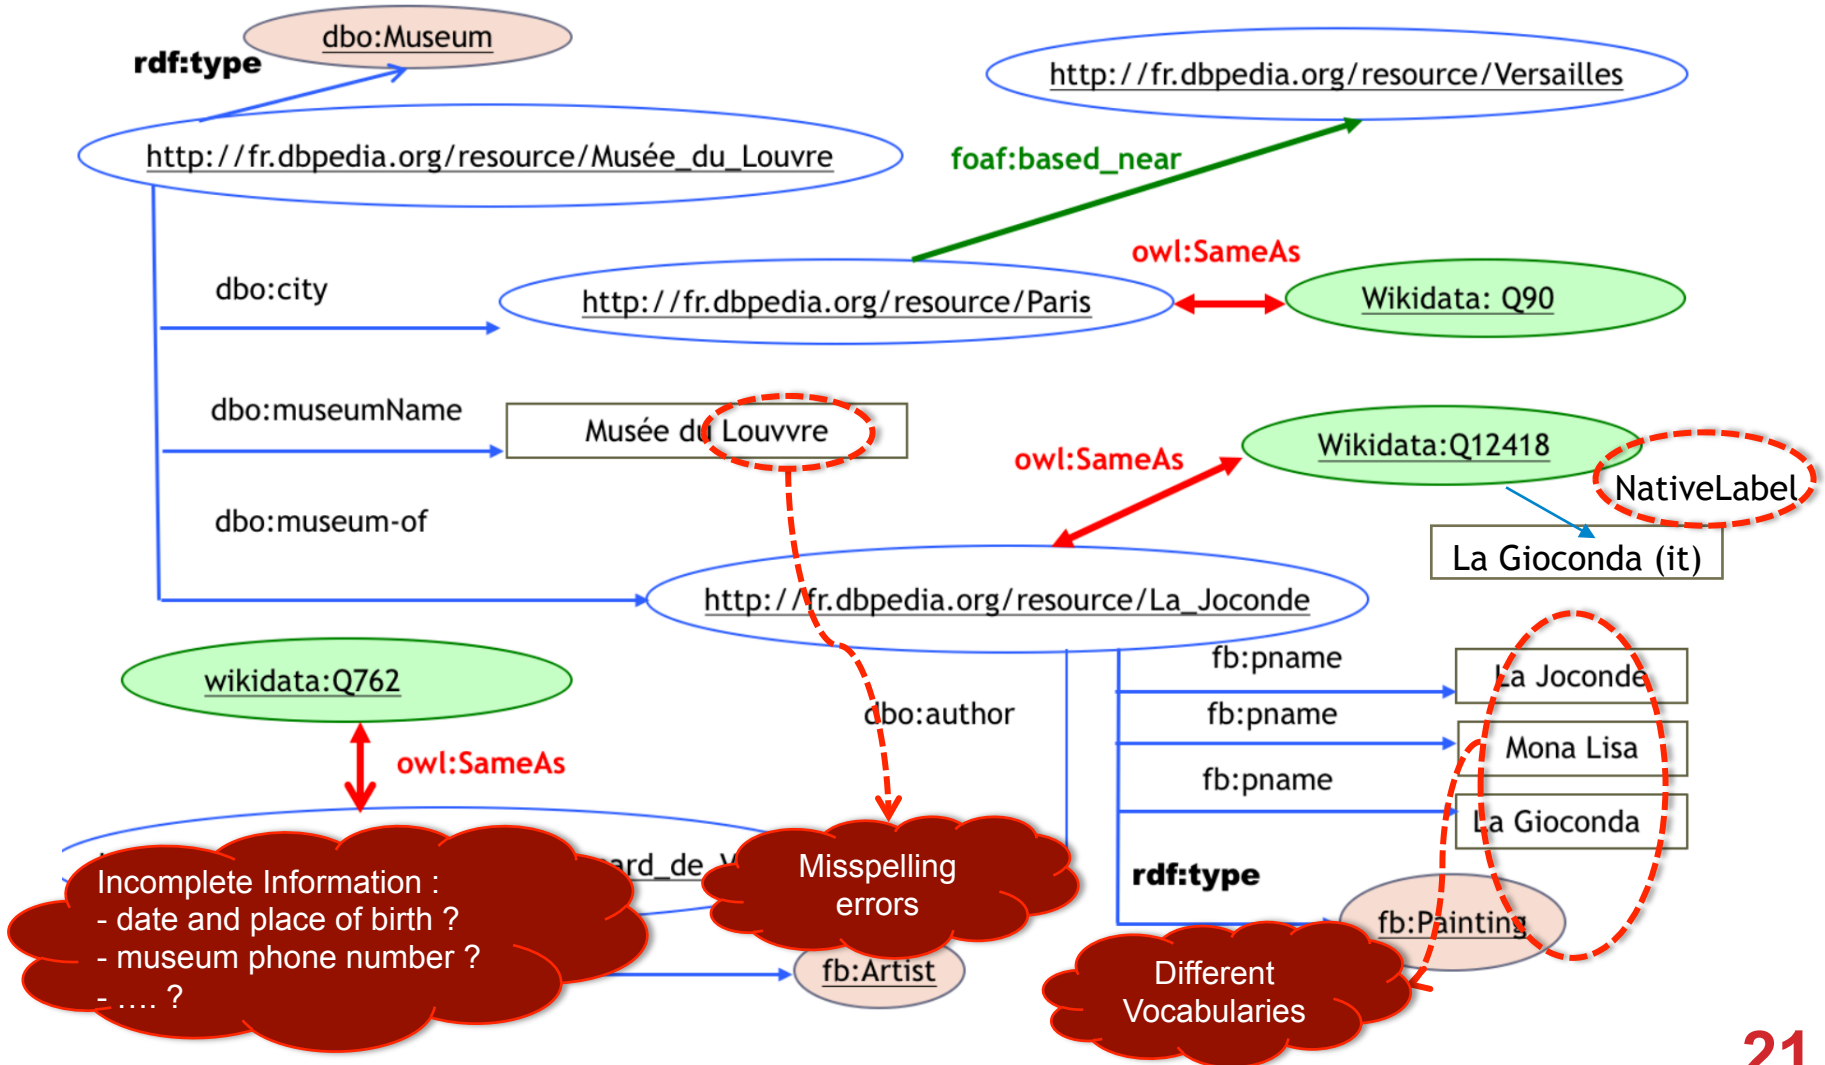 dbo:Museum
rdf:type
http://fr.dbpedia.org/resource/Versailles
http://fr.dbpedia.org/resource/Musée_du_Louvre
foaf:based_near
owl:SameAs
dbo:city
http://fr.dbpedia.org/resource/Paris
Wikidata: Q90
dbo:museumName
Musée du Louvvre
Wikidata:Q12418
owl:SameAs
NativeLabel
dbo:museum-of
La Gioconda (it)
http://fr.dbpedia.org/resource/La_Joconde
fb:pname
La Joconde
wikidata:Q762
dbo:author
fb:pname
Mona Lisa
owl:SameAs
fb:pname
La Gioconda
ard_de_V
Misspelling
errors
rdf:type
Incomplete Information :
- date and place of birth ?
- museum phone number ?
- .... ?
fb:Painting
fb:Artist
Different
Vocabularies
21